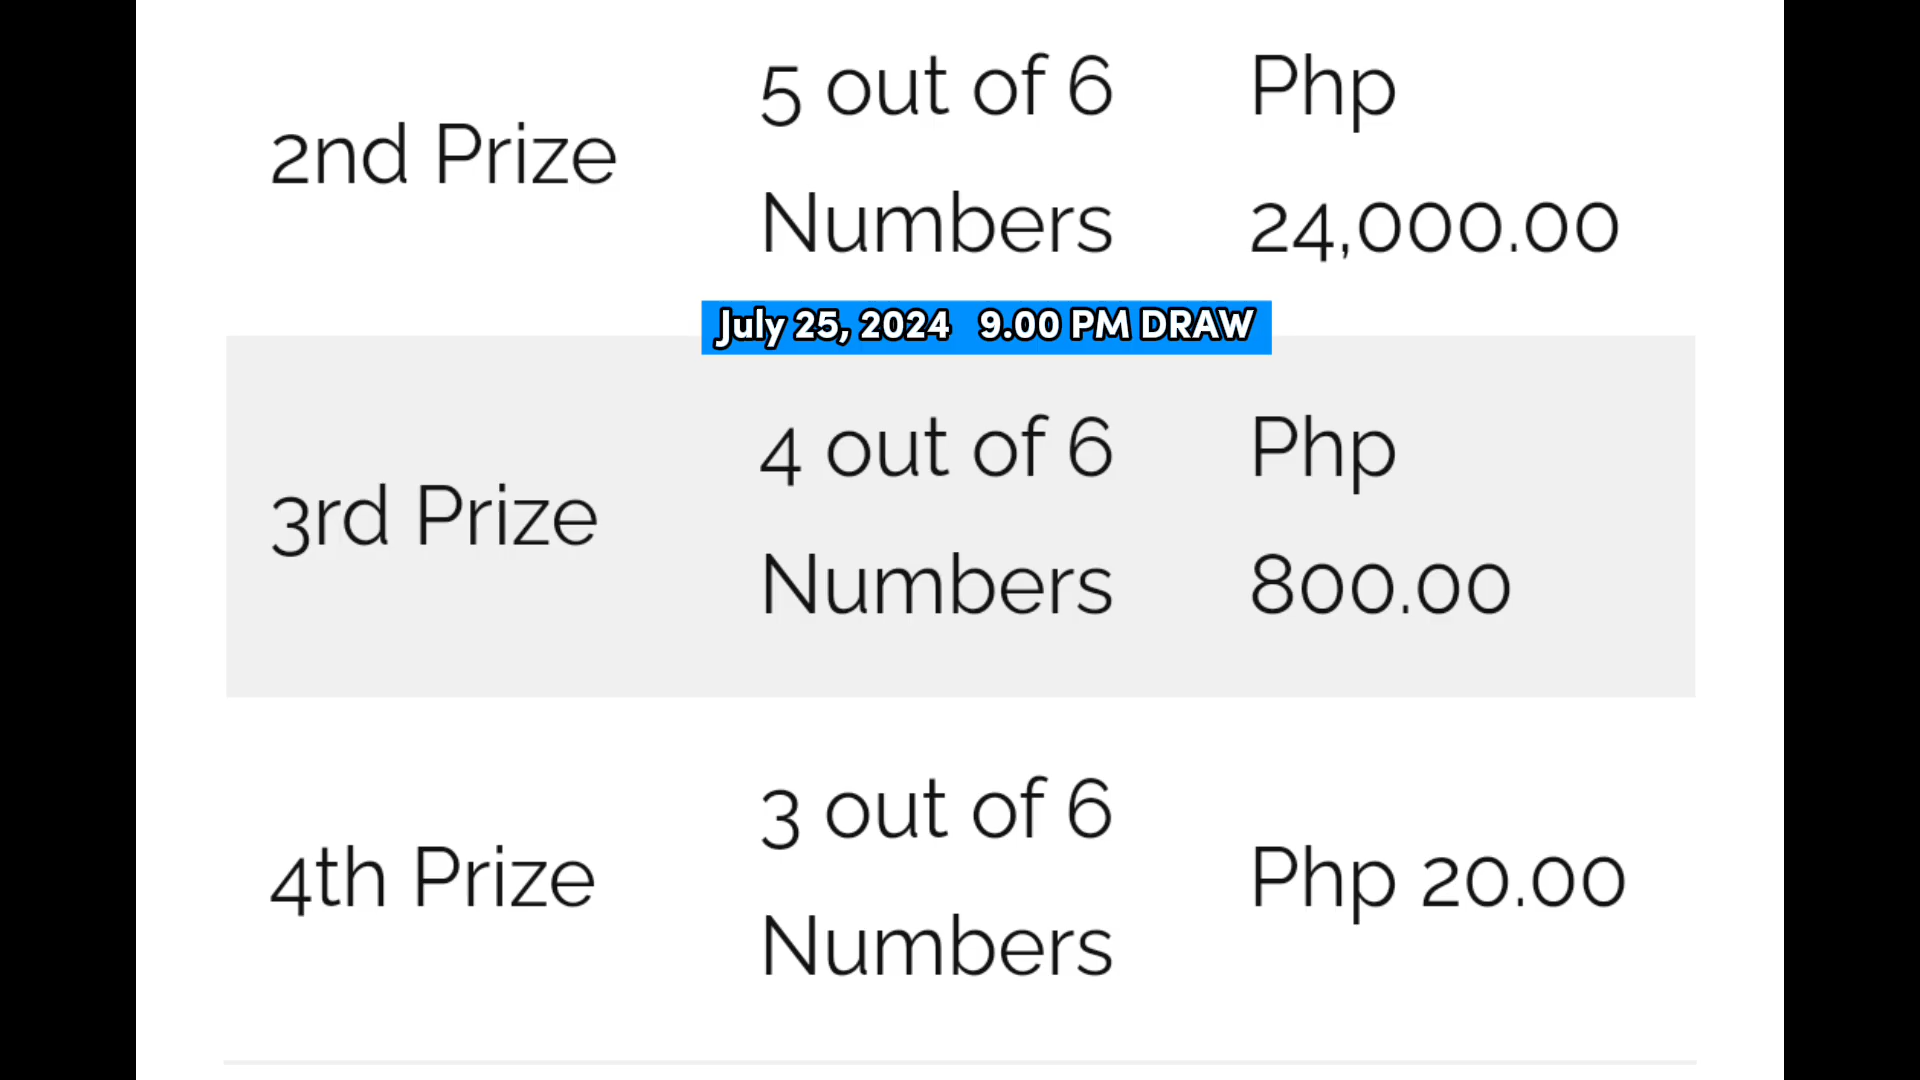 5 out of 6 Php
2nd Prize
Numbers 24,000.00
July 25, 2024 9.00 PM DRAW
4 out of 6 Php
3rd Prize
Numbers 800.00
3 out of 6
4th Prize Php 20.00
Numbers